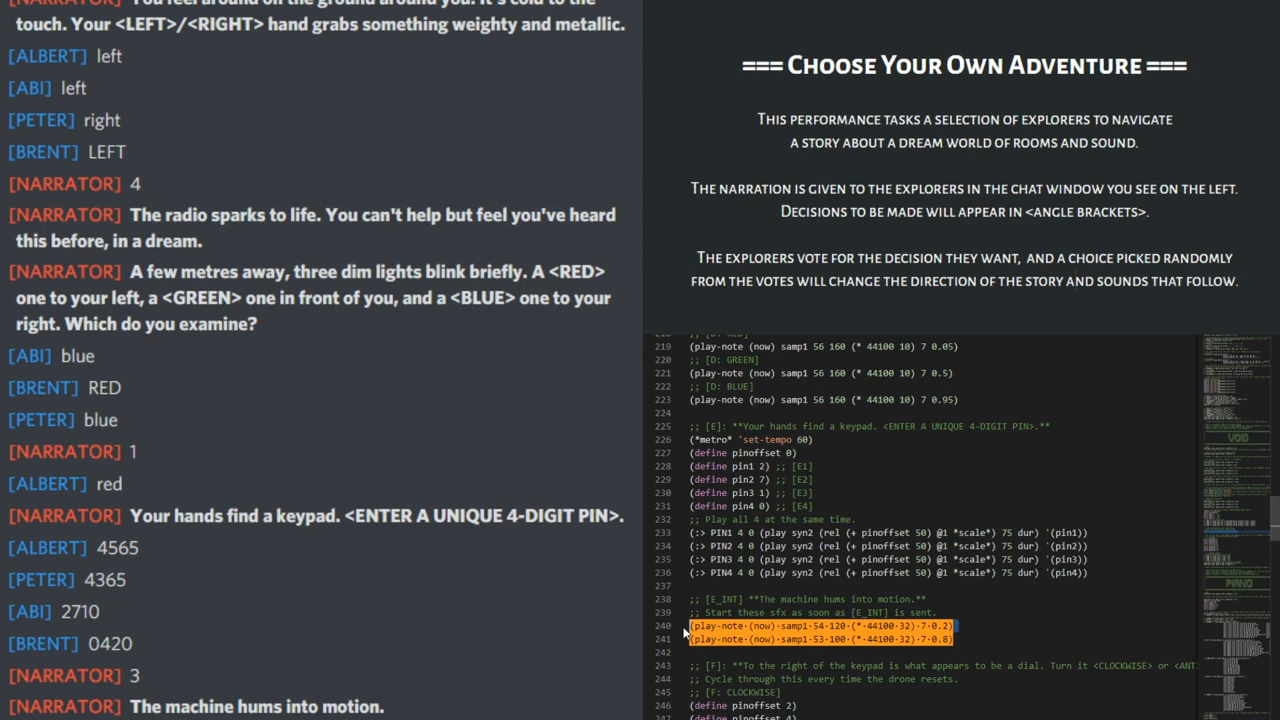 touch. Your <LEFT>/<RIGHT> hand grabs something weighty and metallic.
[ALBERT] left
[ABI] left
[PETER] right
[BRENT] LEFT
[NARRATOR] 4
[NARRATOR] The radio sparks to life. You can't help but feel you've heard
this before, in a dream.
[NARRATOR] A few metres away, three dim lights blink briefly. A <RED>
one to your left, a <GREEN> one in front of you, and a <BLUE> one to your
right. Which do you examine?
[ABI] blue
[BRENT] RED
[PETER] blue
[NARRATOR] 1
[ALBERT] red
[NARRATOR] Your hands find a keypad. <ENTER A UNIQUE 4-DIGIT PIN>.
[ALBERT] 4565
[PETER] 4365
[ABI] 2710
[BRENT] 0420
[NARRATOR] 3
[NARRATOR] The machine hums into motion.
=== CHOOSE YOUR OWN ADVENTURE ===
THIS PERFORMANCE TASKS A SELECTION OF EXPLORERS TO NAVIGATE
A STORY ABOUT A DREAM WORLD OF ROOMS AND SOUND.
THE NARRATION IS GIVEN TO THE EXPLORERS IN THE CHAT WINDOW YOU SEE ON THE LEFT.
DECISIONS TO BE MADE WILL APPEAR IN <ANGLE BRACKETS>.
THE EXPLORERS VOTE FOR THE DECISION THEY WANT, AND A CHOICE PICKED RANDOMLY
FROM THE VOTES WILL CHANGE THE DIRECTION OF THE STORY AND SOUNDS THAT FOLLOW.
219 (play-note (now) samp1 56 160 (* 44100 10) 7 0.05)
220 ;; [D: GREEN]
221 (play-note (now) samp1 56 160 (* 44100 10) 7 0.5)
222 ;; [D: BLUE]
223 (play-note (now) samp1 56 160 (* 44100 10) 7 0.95)
224
225 ;; [E]: **Your hands find a keypad. <ENTER A UNIQUE 4-DIGIT PIN>.**
226 (*metro* 'set-tempo 60)
227 (define pinoffset 0)
228 (define pin1 2) ;; [E1]
229 (define pin2 7) ;; [E2]
230 (define pin3 1) ;; [E3]
231 (define pin4 0) ;; [E4]
232 ;; Play all 4 at the same time.
233 (:> PIN1 4 0 (play syn2 (rel (+ pinoffset 50) @1 *scale*) 75 dur) `(pin1))
234 (:> PIN2 4 0 (play syn2 (rel (+ pinoffset 50) @1 *scale*) 75 dur) `(pin2))
235 (:> PIN3 4 0 (play syn2 (rel (+ pinoffset 50) @1 *scale*) 75 dur) `(pin3))
236 (:> PIN4 4 0 (play syn2 (rel (+ pinoffset 50) @1 *scale*) 75 dur) `(pin4))
237
238 ;; [E_INT] **The machine hums into motion.**
239 ;; Start these sfx as soon as [E_INT] is sent.
240 (play-note·(now)·samp1·54·120·(*·44100·32)·7·0.2)
241 (play-note·(now)·samp1·53·100·(*·44100·32)·7·0.8)
242
243 ;; [F]: **To the right of the keypad is what appears to be a dial. Turn it <CLOCKWISE> or <ANT
244 ;; Cycle through this every time the drone resets.
245 ;; [F: CLOCKWISE]
246 (define pinoffset 2)
VOID
PIANO